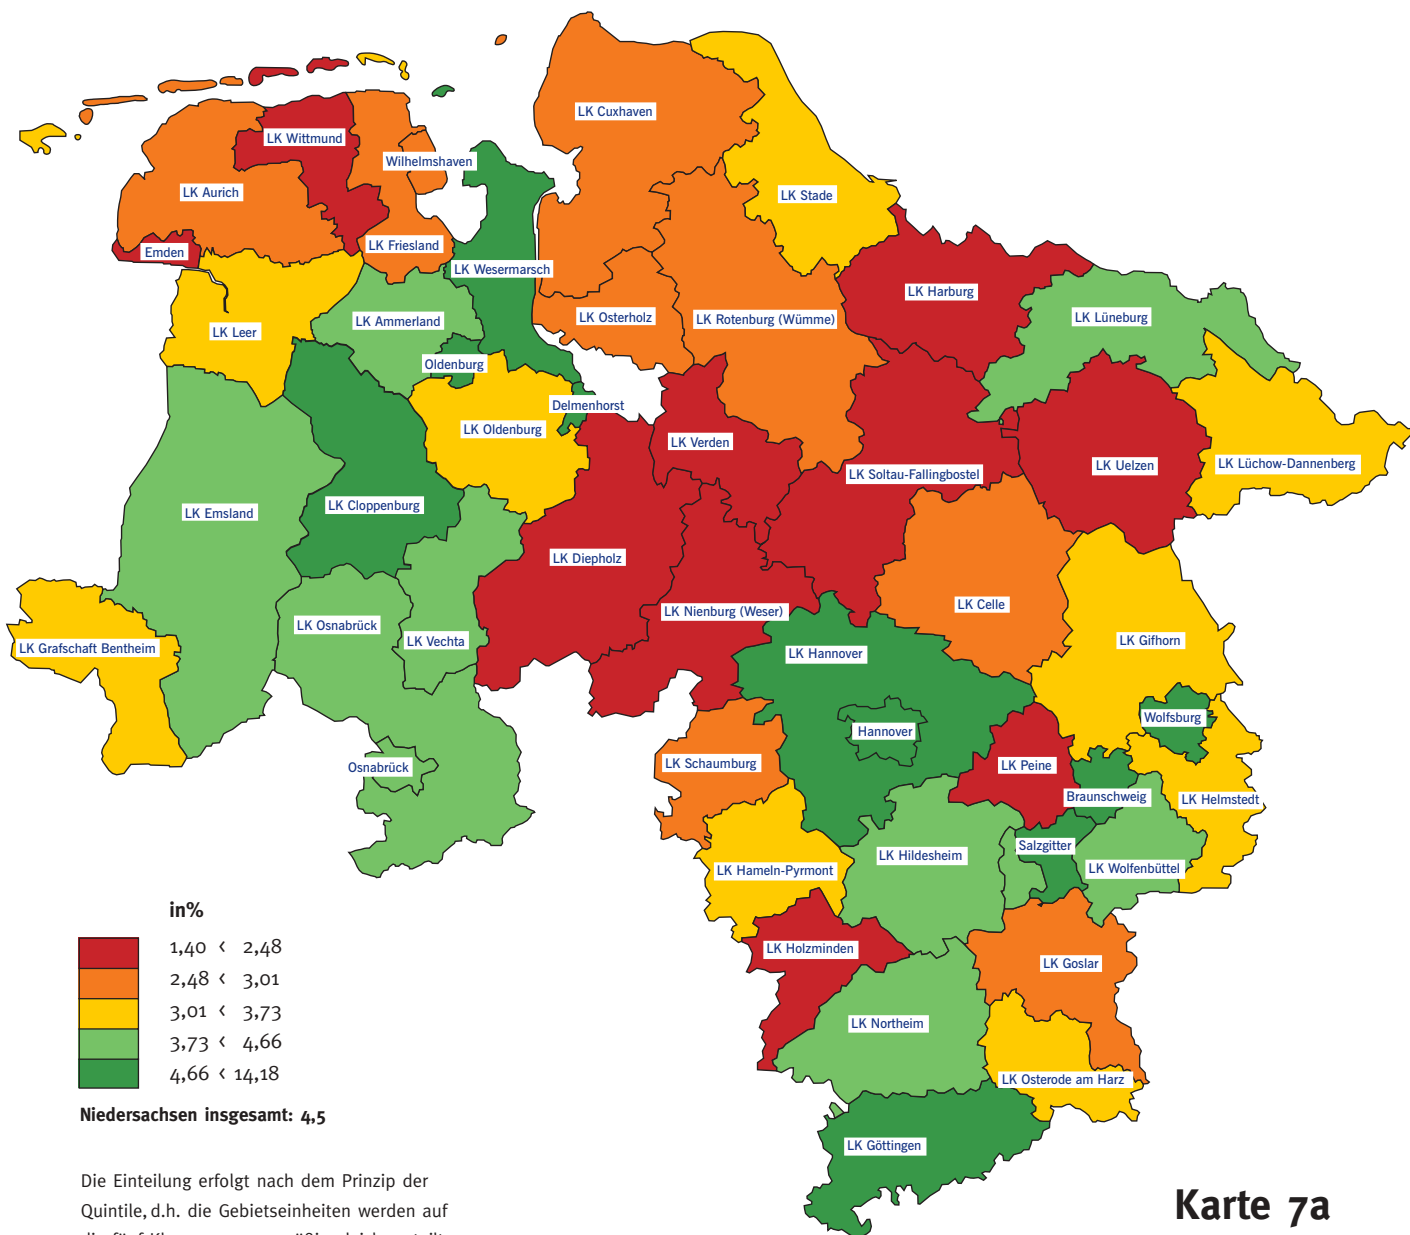 LK Cuxhaven
LK Wittmund
Wilhelmshaven
LK Aurich
LK Stade
Emden
LK Friesland
LK Wesermarsch
LK Harburg
LK Ammerland
LK Osterholz
LK Rotenburg (Wümme)
LK Lüneburg
LK Leer
Oldenburg
Delmenhorst
LK Oldenburg
LK Verden
LK Soltau-Fallingbostel
LK Uelzen
LK Lüchow-Dannenberg
LK Emsland
LK Cloppenburg
LK Diepholz
LK Celle
LK Nienburg (Weser)
LK Osnabrück
LK Vechta
LK Gifhorn
LK Grafschaft Bentheim
LK Hannover
Wolfsburg
Hannover
LK Schaumburg
LK Peine
Osnabrück
Braunschweig
LK Helmstedt
Salzgitter
LK Hildesheim
LK Hameln-Pyrmont
LK Wolfenbüttel
LK Holzminden
LK Goslar
LK Northeim
LK Osterode am Harz
LK Göttingen
in%
1,40 < 2,48
2,48 < 3,01
3,01 < 3,73
3,73 < 4,66
4,66 < 14,18
Niedersachsen insgesamt: 4,5
Die Einteilung erfolgt nach dem Prinzip der
Quintile, d.h. die Gebietseinheiten werden auf
Karte 7a